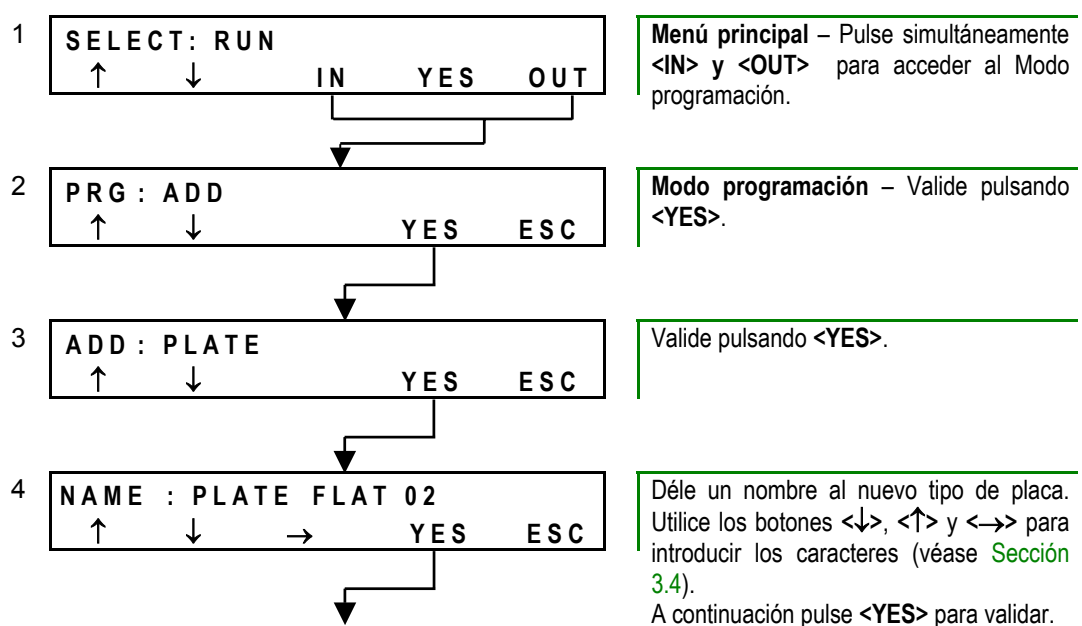 1
SELECT: RUN
↑ ↓ IN YES OUT
Menú principal – Pulse simultáneamente
<IN> y <OUT> para acceder al Modo
programación.
2
PRG : ADD
↑ ↓ YES ESC
Modo programación – Valide pulsando
<YES>.
3
ADD : PLATE
↑ ↓ YES ESC
Valide pulsando <YES>.
4
NAME : PLATE FLAT 02
↑ ↓ → YES ESC
Déle un nombre al nuevo tipo de placa.
Utilice los botones <↓>, <↑> y <→> para
introducir los caracteres (véase Sección
3.4).
A continuación pulse <YES> para validar.